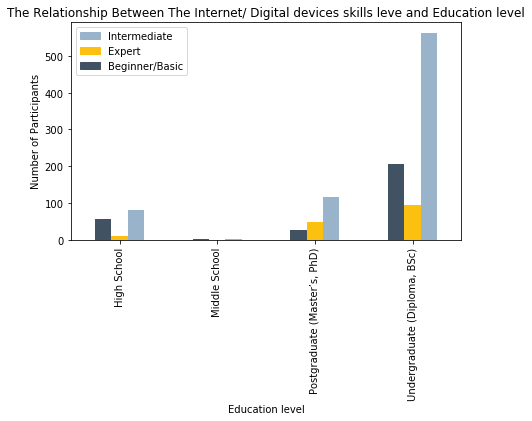 The Relationship Between The Internet/ Digital devices skills leve and Education level
Intermediate
Expert
Beginner/Basic
Number of Participants
500
400
300
200
100
0
High School
Middle School
Postgraduate (Master's, PhD)
Undergraduate (Diploma, BSc)
Education level